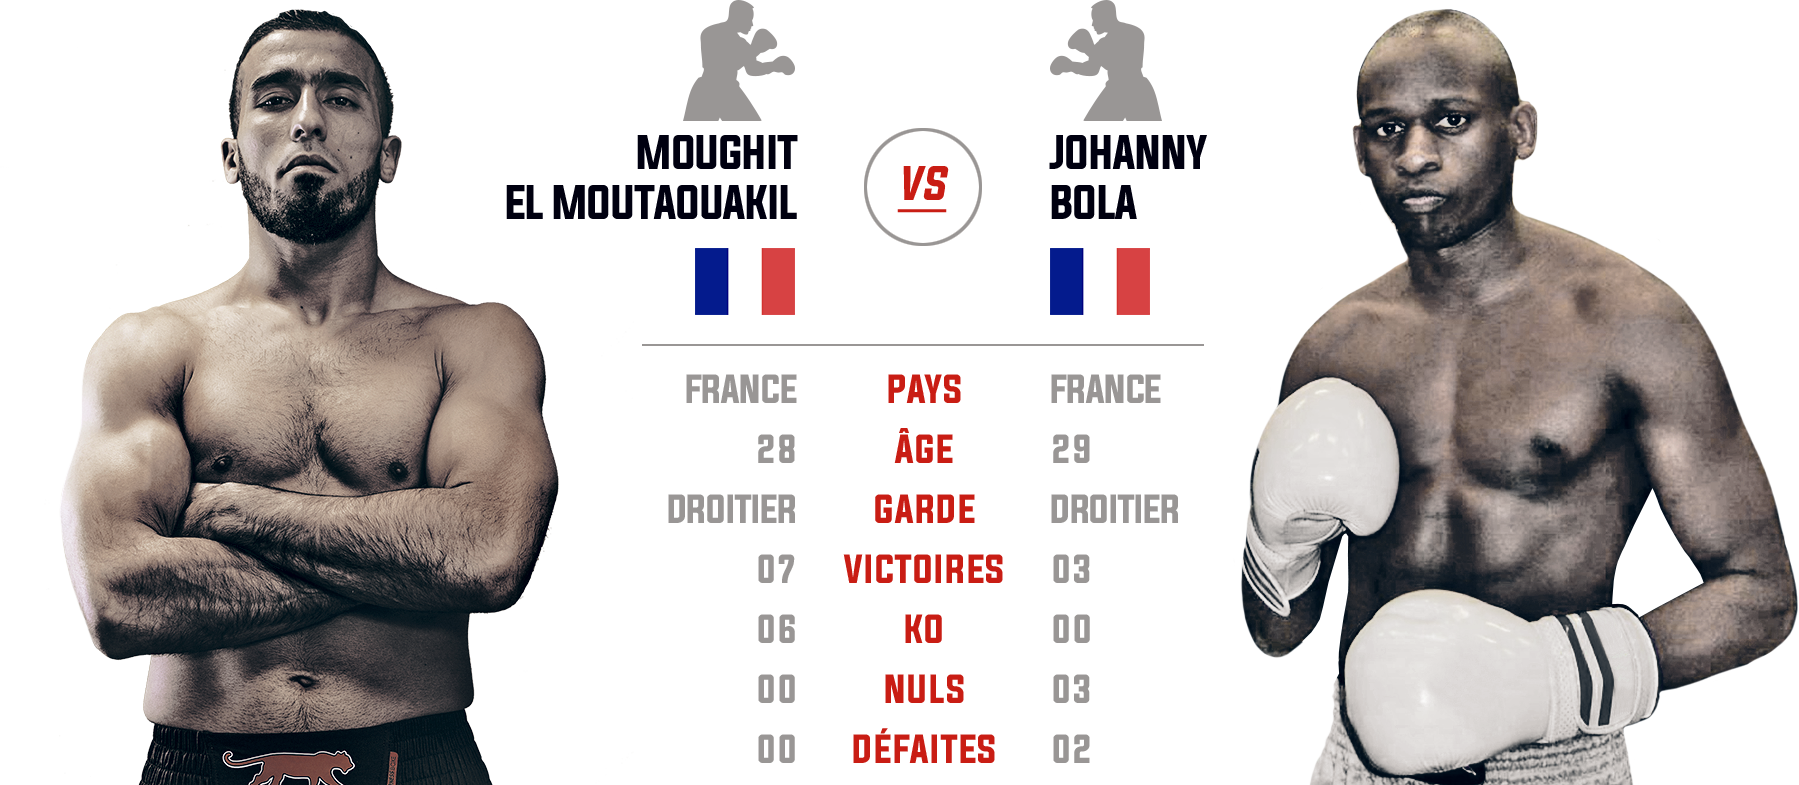 MOUGHIT
EL MOUTAOUAKIL
VS
JOHANNY
BOLA
FRANCE PAYS FRANCE
28 ÂGE 29
DROITIER GARDE DROITIER
07 VICTOIRES 03
06 KO 00
00 NULS 03
00 DÉFAITES 02